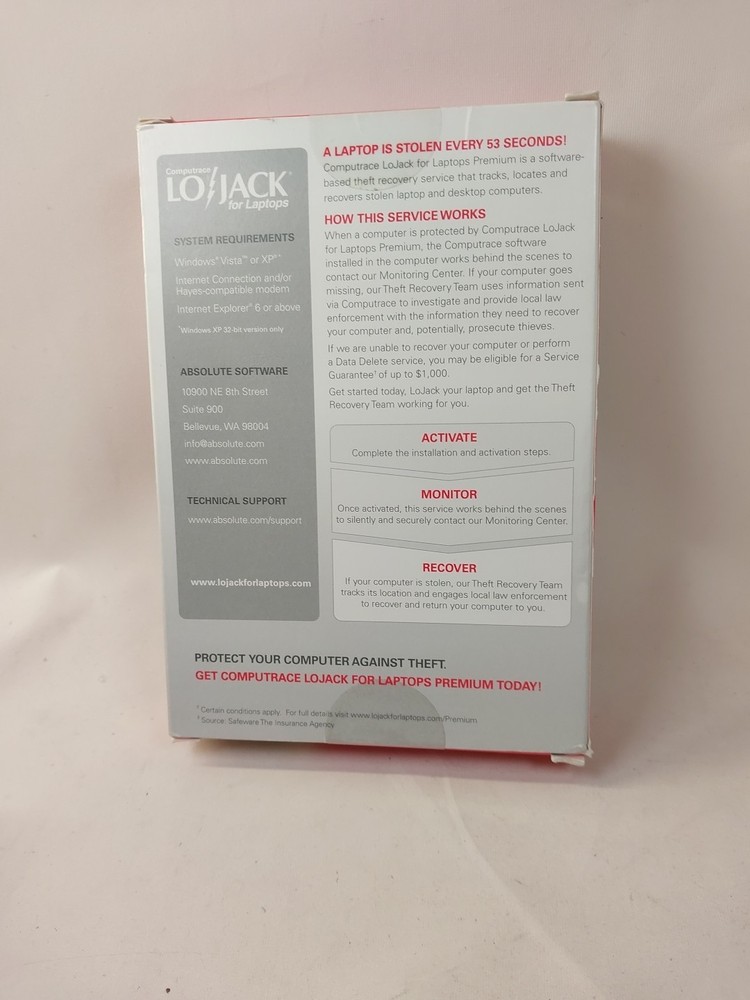 Computrace
LOJACK®
for Laptops
SYSTEM REQUIREMENTS
Windows® Vista™ or XP®*
Internet Connection and/or
Hayes-compatible modem
Internet Explorer® 6 or above
*Windows XP 32-bit version only
ABSOLUTE SOFTWARE
10900 NE 8th Street
Suite 900
Bellevue, WA 98004
info@absolute.com
www.absolute.com
TECHNICAL SUPPORT
www.absolute.com/support
www.lojackforlaptops.com
A LAPTOP IS STOLEN EVERY 53 SECONDS!
Computrace LoJack for Laptops Premium is a software-
based theft recovery service that tracks, locates and
recovers stolen laptop and desktop computers.
HOW THIS SERVICE WORKS
When a computer is protected by Computrace LoJack
for Laptops Premium, the Computrace software
installed in the computer works behind the scenes to
contact our Monitoring Center. If your computer goes
missing, our Theft Recovery Team uses information sent
via Computrace to investigate and provide local law
enforcement with the information they need to recover
your computer and, potentially, prosecute thieves.
If we are unable to recover your computer or perform
a Data Delete service, you may be eligible for a Service
Guarantee† of up to $1,000.
Get started today, LoJack your laptop and get the Theft
Recovery Team working for you.
ACTIVATE
Complete the installation and activation steps.
MONITOR
Once activated, this service works behind the scenes
to silently and securely contact our Monitoring Center.
RECOVER
If your computer is stolen, our Theft Recovery Team
tracks its location and engages local law enforcement
to recover and return your computer to you.
PROTECT YOUR COMPUTER AGAINST THEFT.
GET COMPUTRACE LOJACK FOR LAPTOPS PREMIUM TODAY!
Certain conditions apply. For full details visit www.lojackforlaptops.com/Premium
Source: Safeware The Insurance Agency